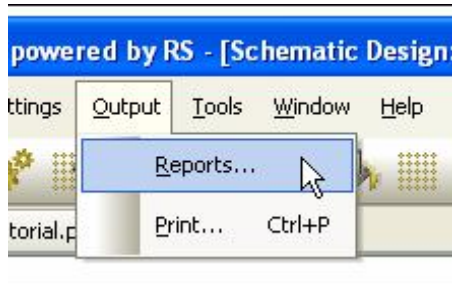 powered by RS - [Schematic Design:
ttings Output Tools Window Help
Reports...
torial.p Print... Ctrl+P